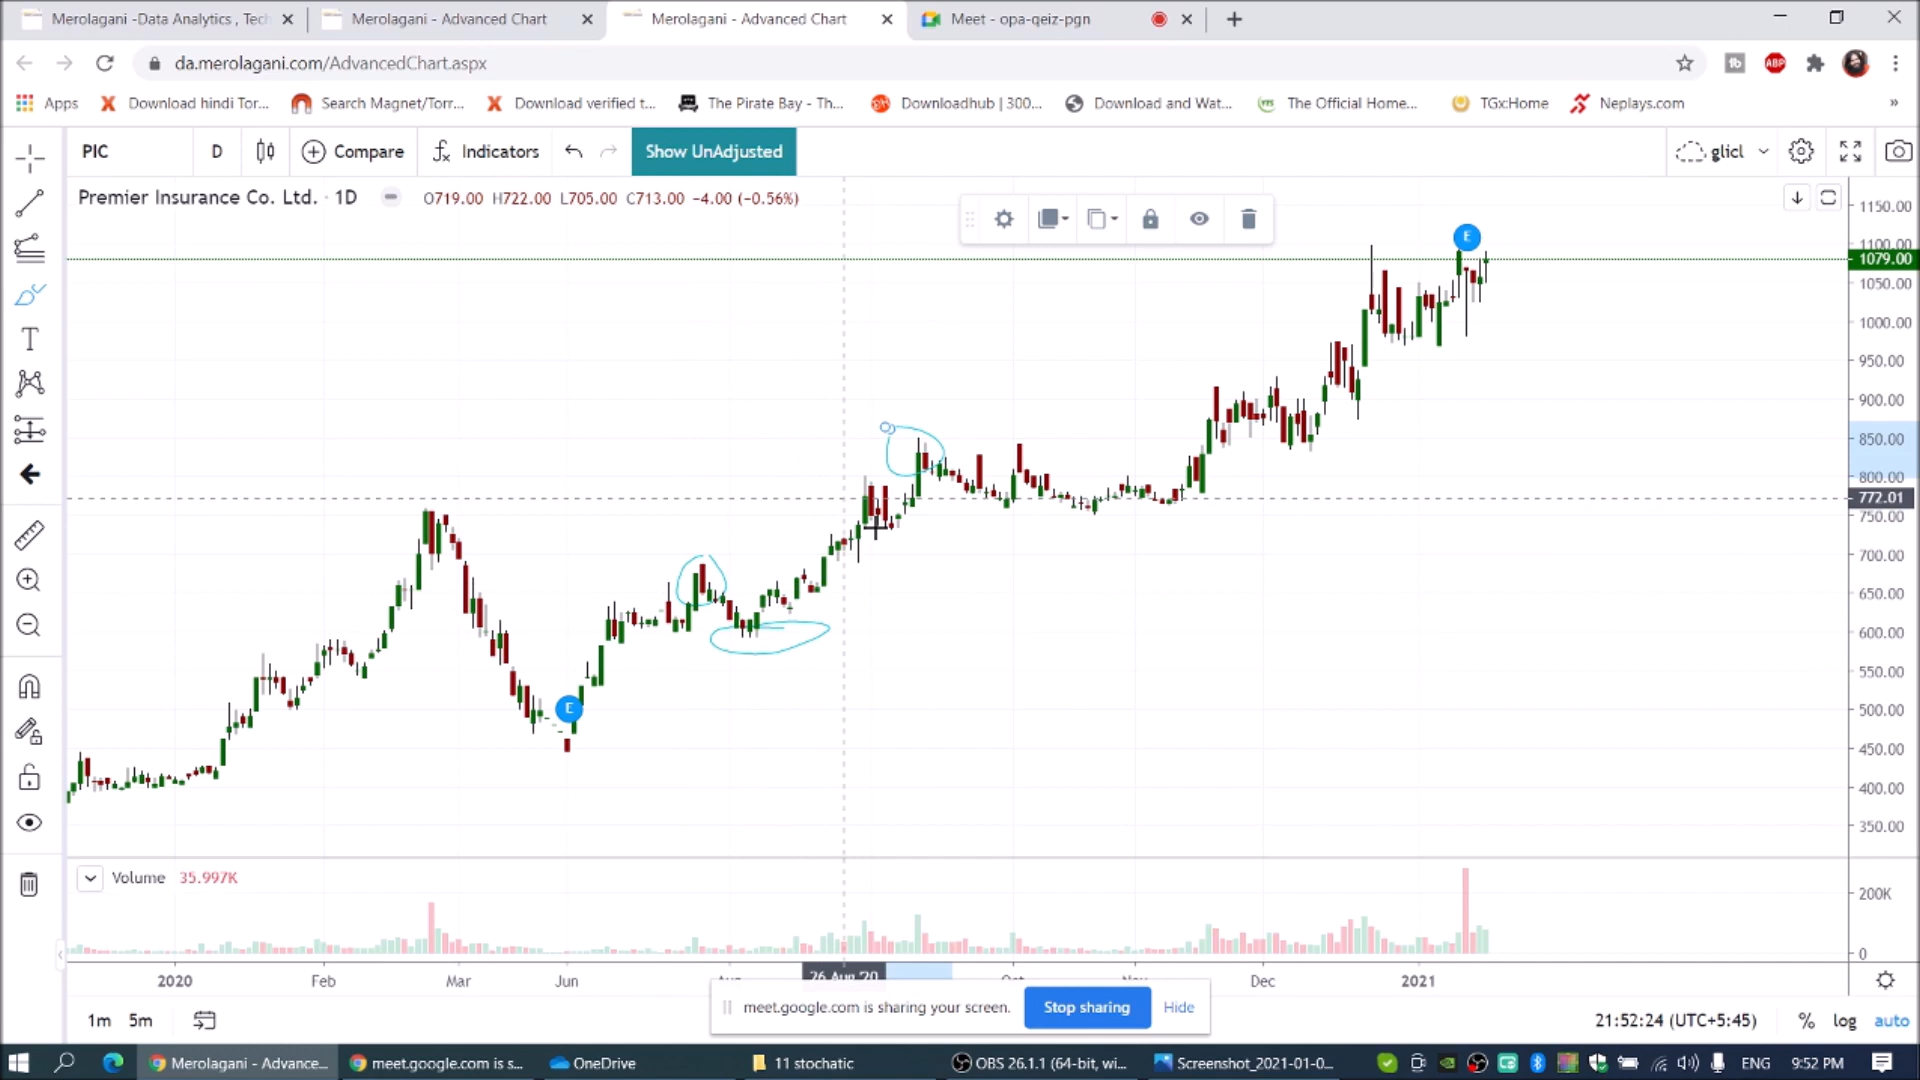 Merolagani -Data Analytics , Tech
Merolagani - Advanced Chart
Merolagani - Advanced Chart
Meet - opa-qeiz-pgn
da.merolagani.com/AdvancedChart.aspx
ABP
Apps
Download hindi Tor...
Search Magnet/Torr...
Download verified t...
The Pirate Bay - Th...
Downloadhub | 300...
Download and Wat...
The Official Home...
TGx:Home
Neplays.com
»
PIC
D
Compare
Indicators
Show UnAdjusted
glicl
Premier Insurance Co. Ltd. · 1D
O719.00 H722.00 L705.00 C713.00 −4.00 (−0.56%)
E
E
1150.00
1100.00
1079.00
1050.00
1000.00
950.00
900.00
850.00
800.00
772.01
750.00
700.00
650.00
600.00
550.00
500.00
450.00
400.00
350.00
Volume 35.997K
200K
0
2020
Feb
Mar
Jun
26 Aug '20
Dec
2021
meet.google.com is sharing your screen.
Stop sharing
Hide
1m 5m
21:52:24 (UTC+5:45)
% log auto
Merolagani - Advance...
meet.google.com is s...
OneDrive
11 stochatic
OBS 26.1.1 (64-bit, wi...
Screenshot_2021-01-0...
ENG
9:52 PM